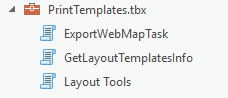 PrintTemplates.tbx
ExportWebMapTask
GetLayoutTemplatesInfo
Layout Tools